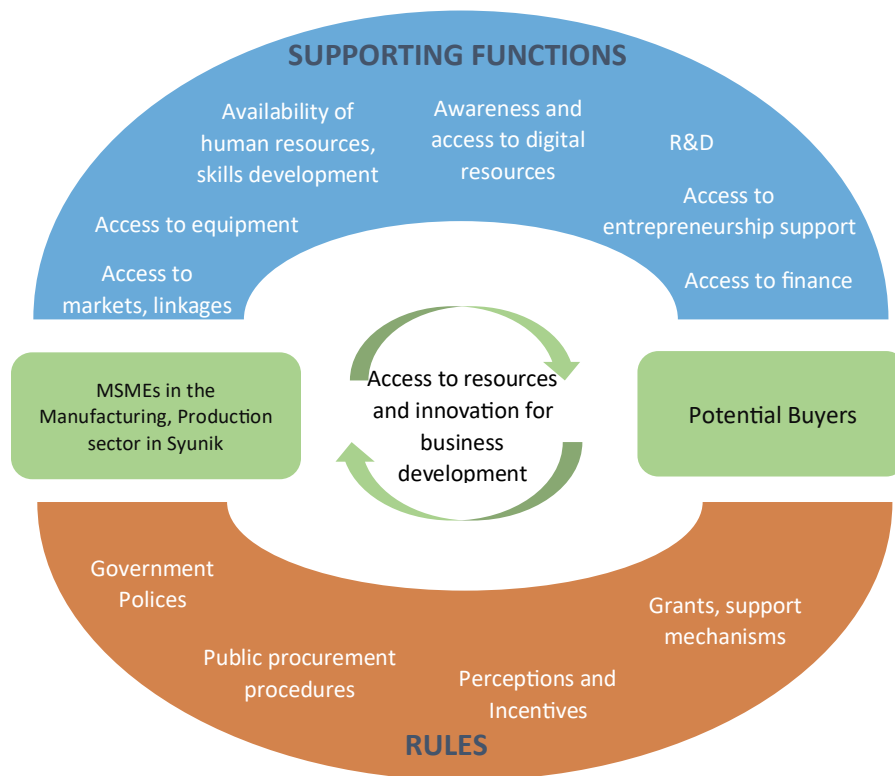 SUPPORTING FUNCTIONS
Availability of
human resources,
skills development
Awareness and
access to digital
resources
R&D
Access to
entrepreneurship support
Access to equipment
Access to
markets, linkages
Access to finance
MSMEs in the
Manufacturing, Production
sector in Syunik
Access to resources
and innovation for
business
development
Potential Buyers
Government
Polices
Grants, support
mechanisms
Public procurement
procedures
Perceptions and
Incentives
RULES